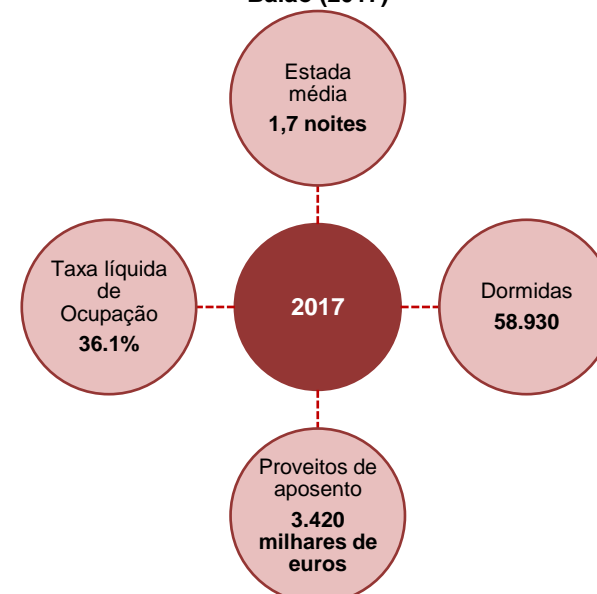 Baião (2017)
Estada
média
1,7 noites
Taxa líquida
de
Ocupação
36.1%
2017
Dormidas
58.930
Proveitos de
aposento
3.420
milhares de
euros